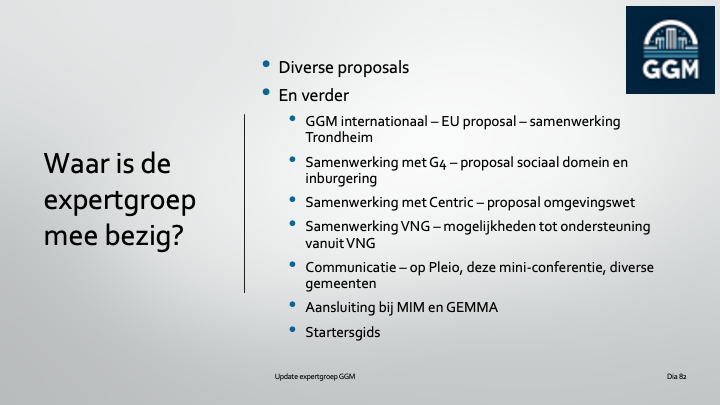 GGM
Waar is de
expertgroep
mee bezig?
• Diverse proposals
• En verder
• GGM internationaal – EU proposal – samenwerking
Trondheim
• Samenwerking met G4 – proposal sociaal domein en
inburgering
• Samenwerking met Centric – proposal omgevingswet
• Samenwerking VNG – mogelijkheden tot ondersteuning
vanuit VNG
• Communicatie – op Pleio, deze mini-conferentie, diverse
gemeenten
• Aansluiting bij MIM en GEMMA
• Startersgids
Update expertgroep GGM
Dia 82